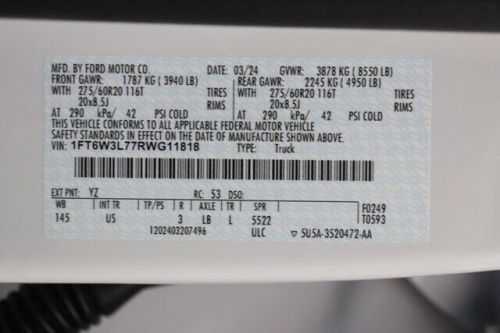 MFD. BY FORD MOTOR CO. DATE: 03/24 GVWR: 3878 KG ( 8550 LB)
FRONT GAWR: 1787 KG ( 3940 LB) REAR GAWR: 2245 KG ( 4950 LB)
WITH 275/60R20 116T TIRES WITH 275/60R20 116T TIRES
20x8.5J RIMS 20x8.5J RIMS
AT 290 kPa/ 42 PSI COLD AT 290 kPa/ 42 PSI COLD
THIS VEHICLE CONFORMS TO ALL APPLICABLE FEDERAL MOTOR VEHICLE
SAFETY STANDARDS IN EFFECT ON THE DATE OF MANUFACTURE SHOWN ABOVE.
VIN: 1FT6W3L77RWG11818 TYPE: Truck
EXT PNT: YZ RC: 53 DSO: F0249
WB INT TR TP/PS R AXLE TR SPR T0593
145 US 3 LB L 5522
1202403207496 ULC ▽ 5U5A-3520472-AA